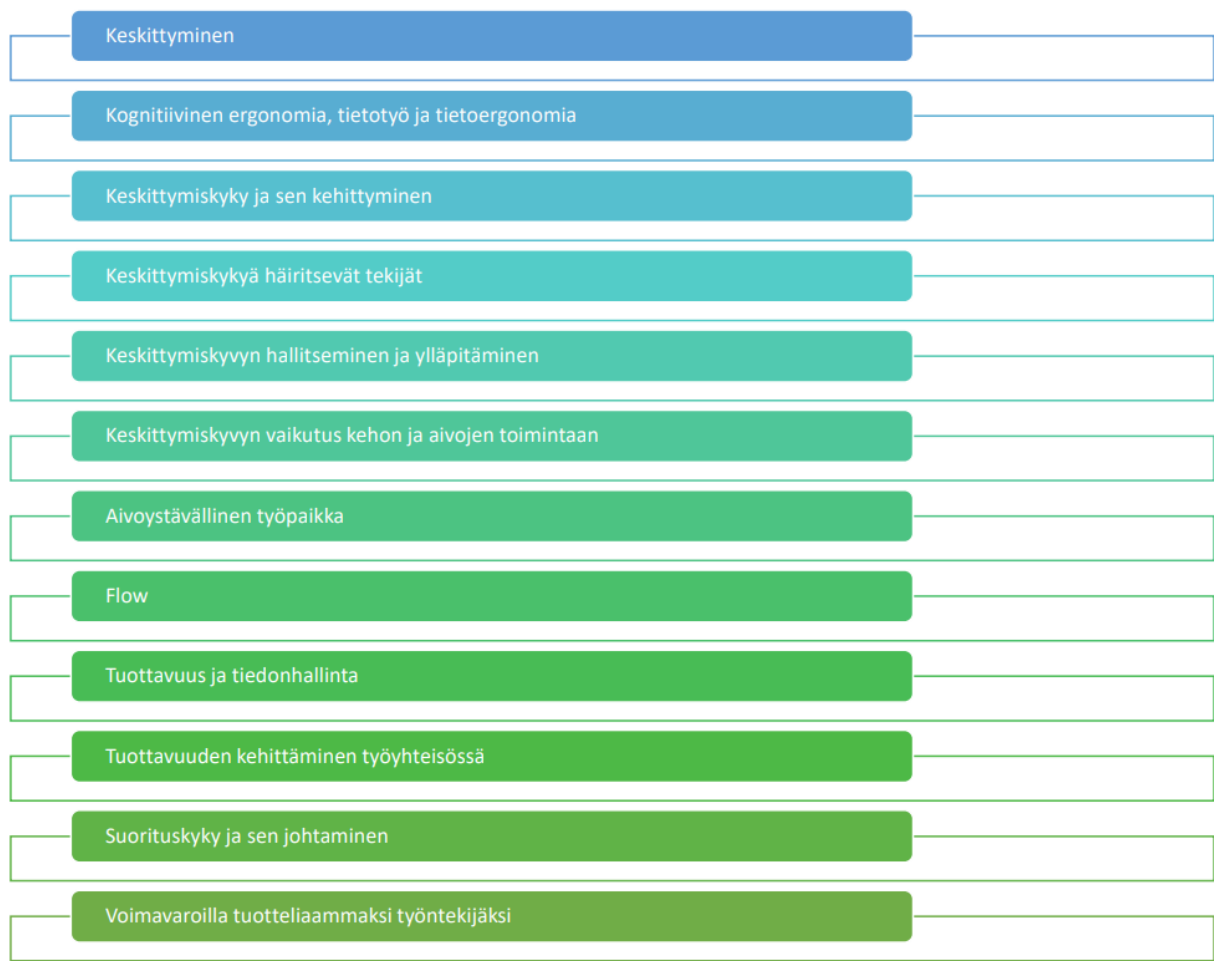 Keskittyminen
Kognitiivinen ergonomia, tietotyö ja tietoergonomia
Keskittymiskyky ja sen kehittyminen
Keskittymiskykyä häiritsevät tekijät
Keskittymiskyvyn hallitseminen ja ylläpitäminen
Keskittymiskyvyn vaikutus kehon ja aivojen toimintaan
Aivoystävällinen työpaikka
Flow
Tuottavuus ja tiedonhallinta
Tuottavuuden kehittäminen työyhteisössä
Suorituskyky ja sen johtaminen
Voimavaroilla tuotteliaammaksi työntekijäksi